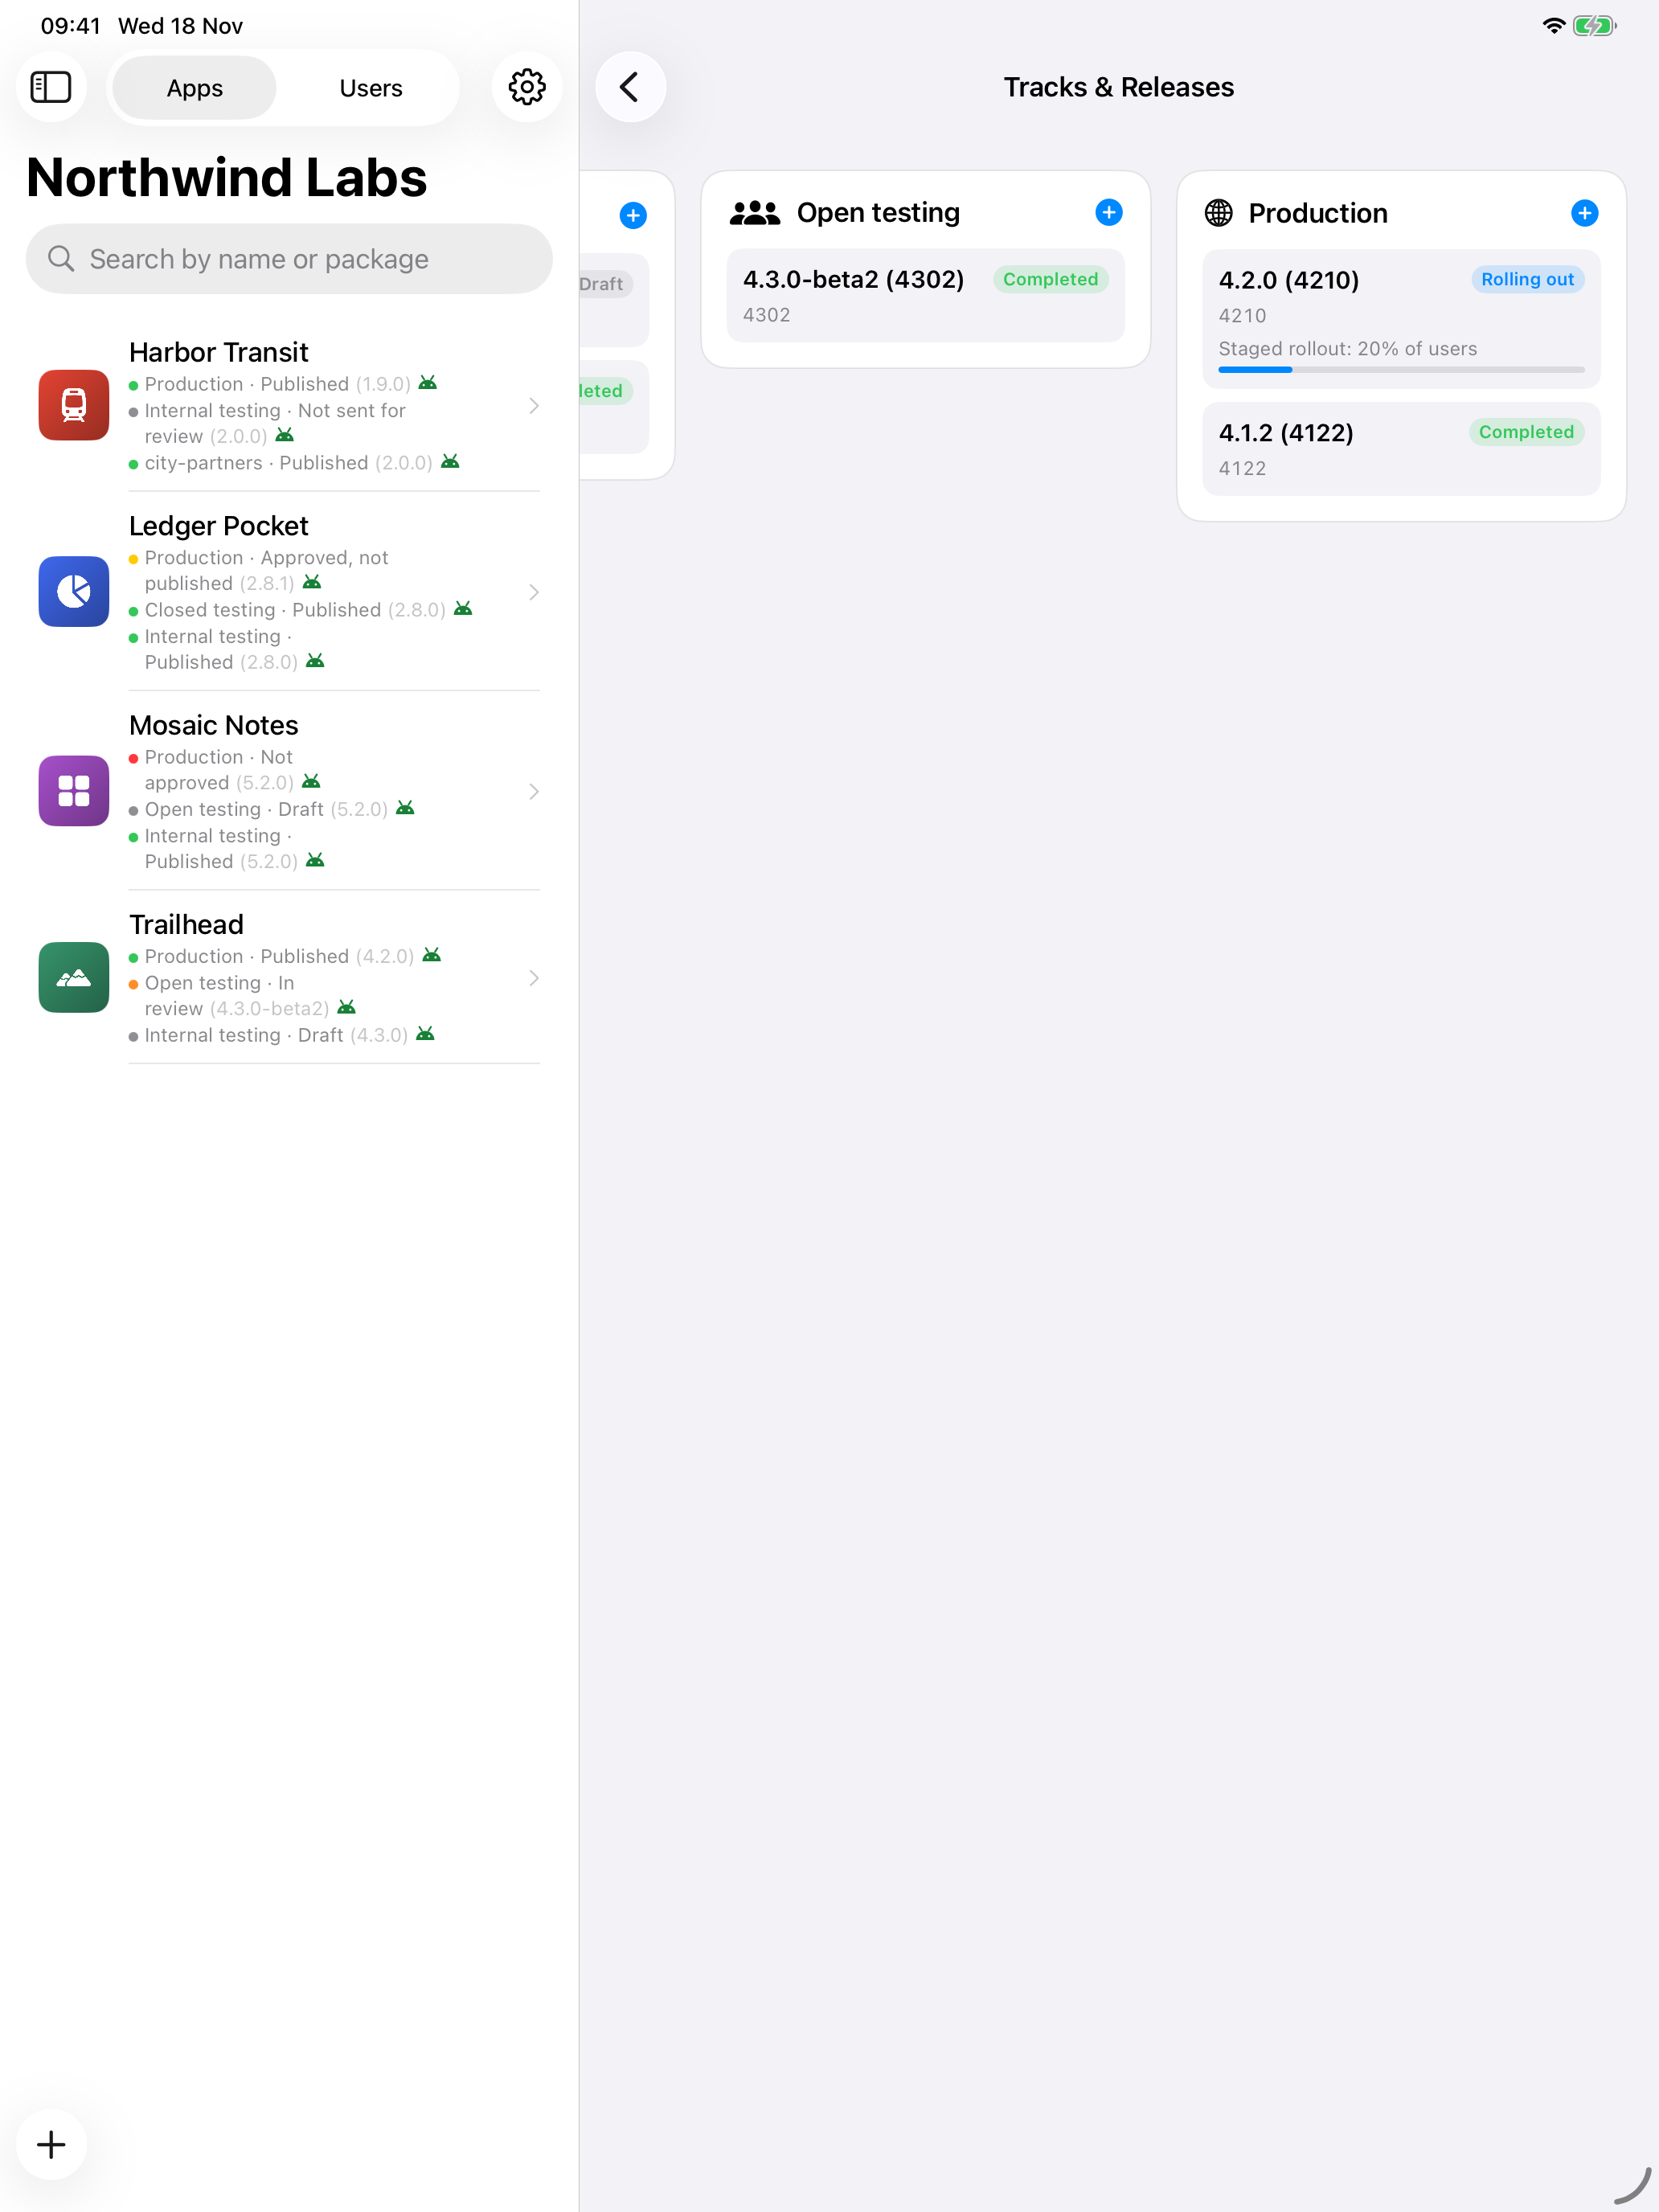 09:41 Wed 18 Nov
Apps
Users
Northwind Labs
Search by name or package
Harbor Transit
Production · Published (1.9.0)
Internal testing · Not sent for
review (2.0.0)
city-partners · Published (2.0.0)
Ledger Pocket
Production · Approved, not
published (2.8.1)
Closed testing · Published (2.8.0)
Internal testing ·
Published (2.8.0)
Mosaic Notes
Production · Not
approved (5.2.0)
Open testing · Draft (5.2.0)
Internal testing ·
Published (5.2.0)
Trailhead
Production · Published (4.2.0)
Open testing · In
review (4.3.0-beta2)
Internal testing · Draft (4.3.0)
Tracks & Releases
Draft
leted
Open testing
4.3.0-beta2 (4302) Completed
4302
Production
4.2.0 (4210) Rolling out
4210
Staged rollout: 20% of users
4.1.2 (4122) Completed
4122